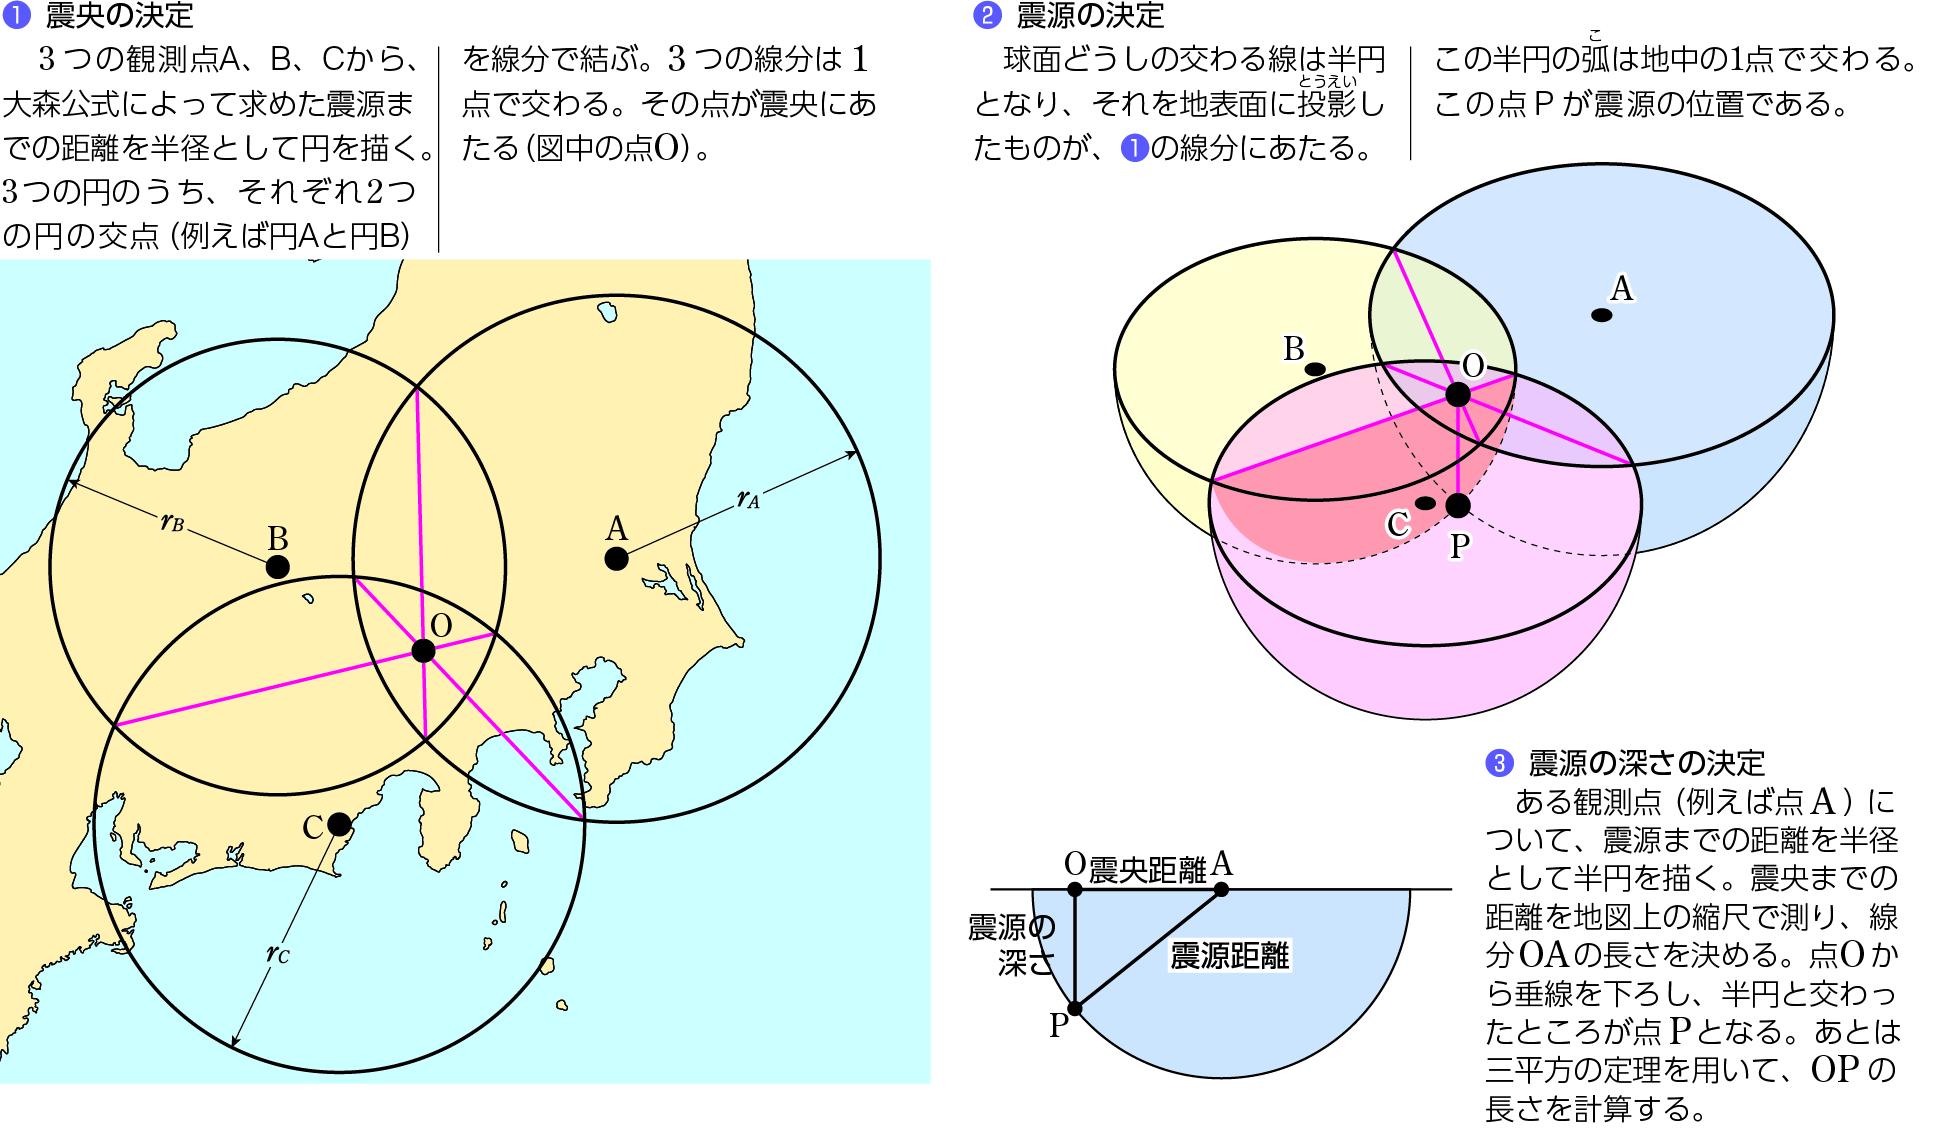 ❶ 震央の決定
3つの観測点A、B、Cから、
大森公式によって求めた震源ま
での距離を半径として円を描く。
3つの円のうち、それぞれ2つ
の円の交点(例えば円Aと円B)
を線分で結ぶ。3つの線分は1
点で交わる。その点が震央にあ
たる(図中の点O)。
A
B
C
O
rA
rB
rC
❷ 震源の決定
球面どうしの交わる線は半円
となり、それを地表面に投影し
とうえい
たものが、❶の線分にあたる。
この半円の弧は地中の1点で交わる。
こ
この点Pが震源の位置である。
A
B
O
C
P
❸ 震源の深さの決定
ある観測点(例えば点A)に
ついて、震源までの距離を半径
として半円を描く。震央までの
距離を地図上の縮尺で測り、線
分OAの長さを決める。点Oか
ら垂線を下ろし、半円と交わっ
たところが点Pとなる。あとは
三平方の定理を用いて、OPの
長さを計算する。
O 震央距離 A
震源の
深さ
震源距離
P